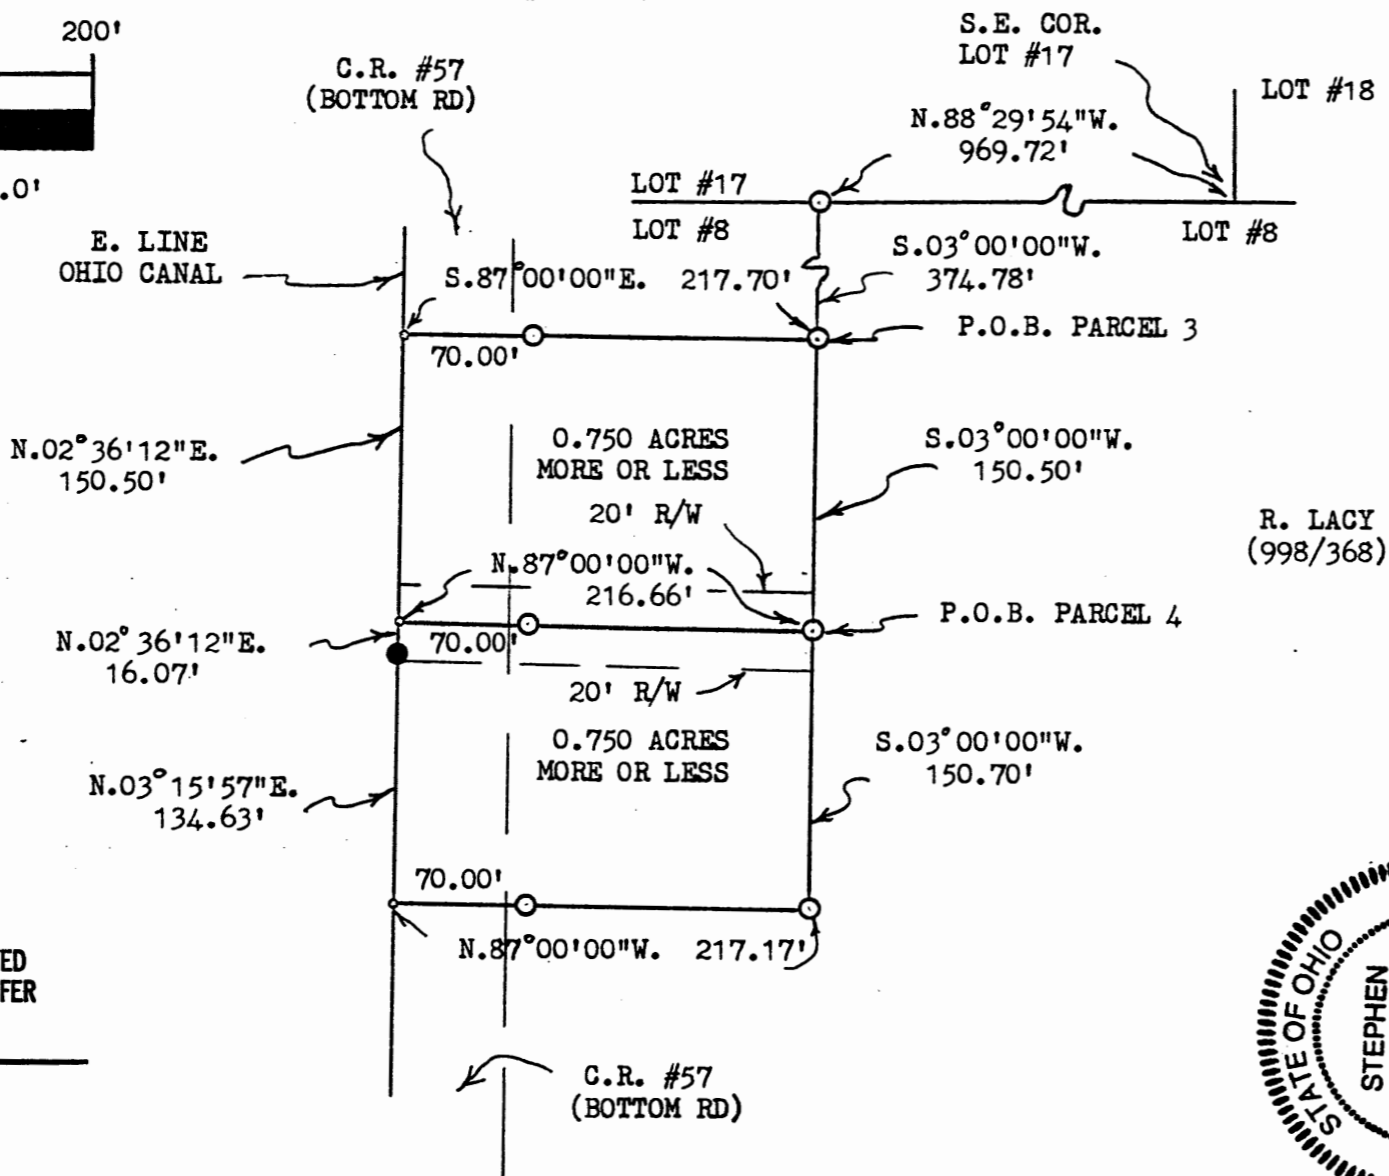 200'
.0'
C.R. #57
(BOTTOM RD)
S.E. COR.
LOT #17
LOT #18
N.88°29'54"W.
969.72'
LOT #17
LOT #8
LOT #8
E. LINE
OHIO CANAL
S.87°00'00"E. 217.70'
S.03°00'00"W.
374.78'
P.O.B. PARCEL 3
70.00'
N.02°36'12"E.
150.50'
0.750 ACRES
MORE OR LESS
S.03°00'00"W.
150.50'
20' R/W
R. LACY
(998/368)
N.87°00'00"W.
216.66'
P.O.B. PARCEL 4
70.00'
N.02°36'12"E.
16.07'
20' R/W
0.750 ACRES
MORE OR LESS
S.03°00'00"W.
150.70'
N.03°15'57"E.
134.63'
70.00'
N.87°00'00"W. 217.17'
ED
FER
C.R. #57
(BOTTOM RD)
STATE OF OHIO
STEPHEN